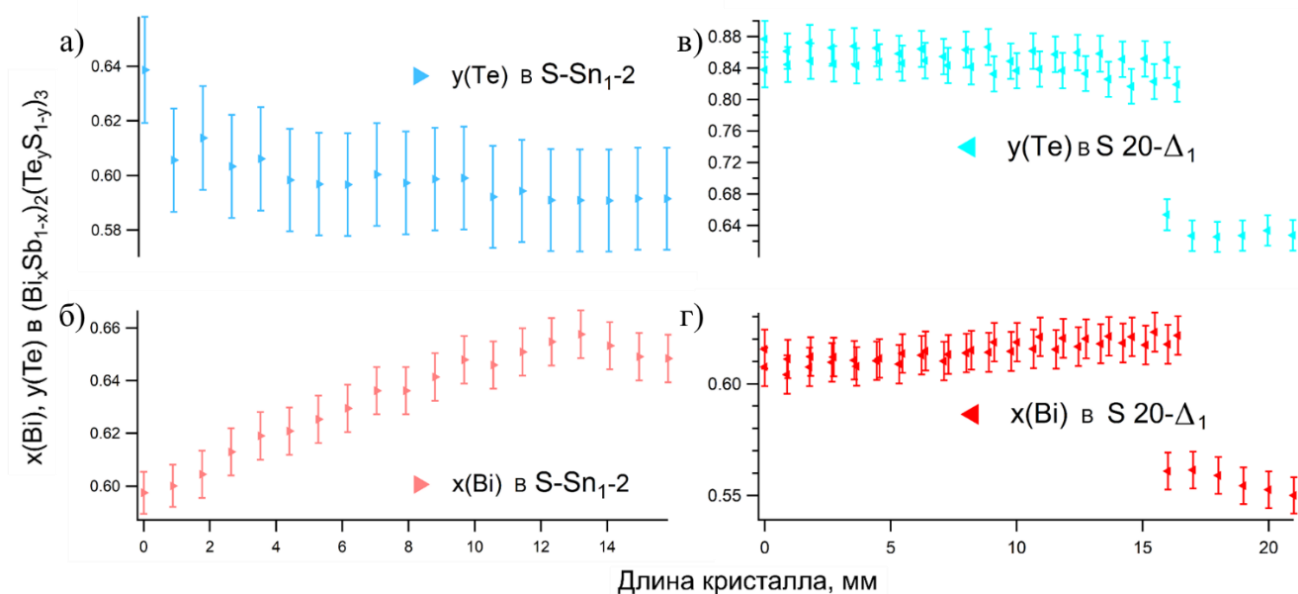 x(Bi), y(Te) в (BiₓSb₁₋ₓ)₂(TeᵧS₁₋ᵧ)₃
а)
0.64
0.62
0.60
0.58
y(Te) в S-Sn₁-2
б)
0.66
0.64
0.62
0.60
x(Bi) в S-Sn₁-2
0 2 4 6 8 10 12 14
в)
0.88
0.84
0.80
0.76
0.72
0.68
0.64
y(Te) в S 20-Δ₁
г)
0.60
0.55
x(Bi) в S 20-Δ₁
0 5 10 15 20
Длина кристалла, мм